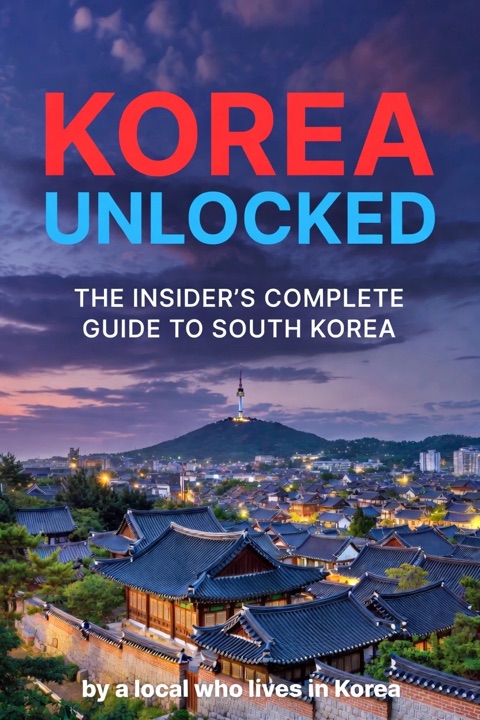 KOREA
UNLOCKED
THE INSIDER’S COMPLETE
GUIDE TO SOUTH KOREA
by a local who lives in Korea